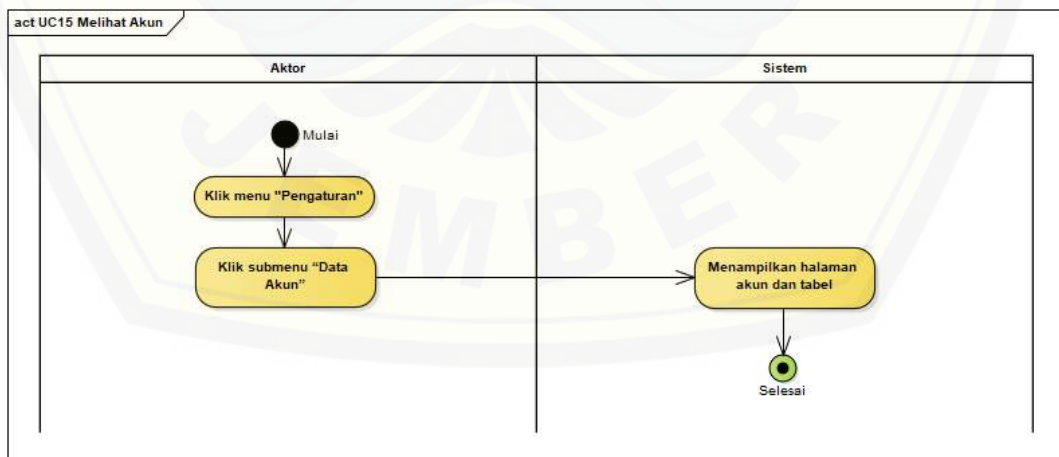 act UC15 Melihat Akun
Aktor
Sistem
Mulai
Klik menu "Pengaturan"
Klik submenu “Data
Akun”
Menampilkan halaman
akun dan tabel
Selesai
JEMBER